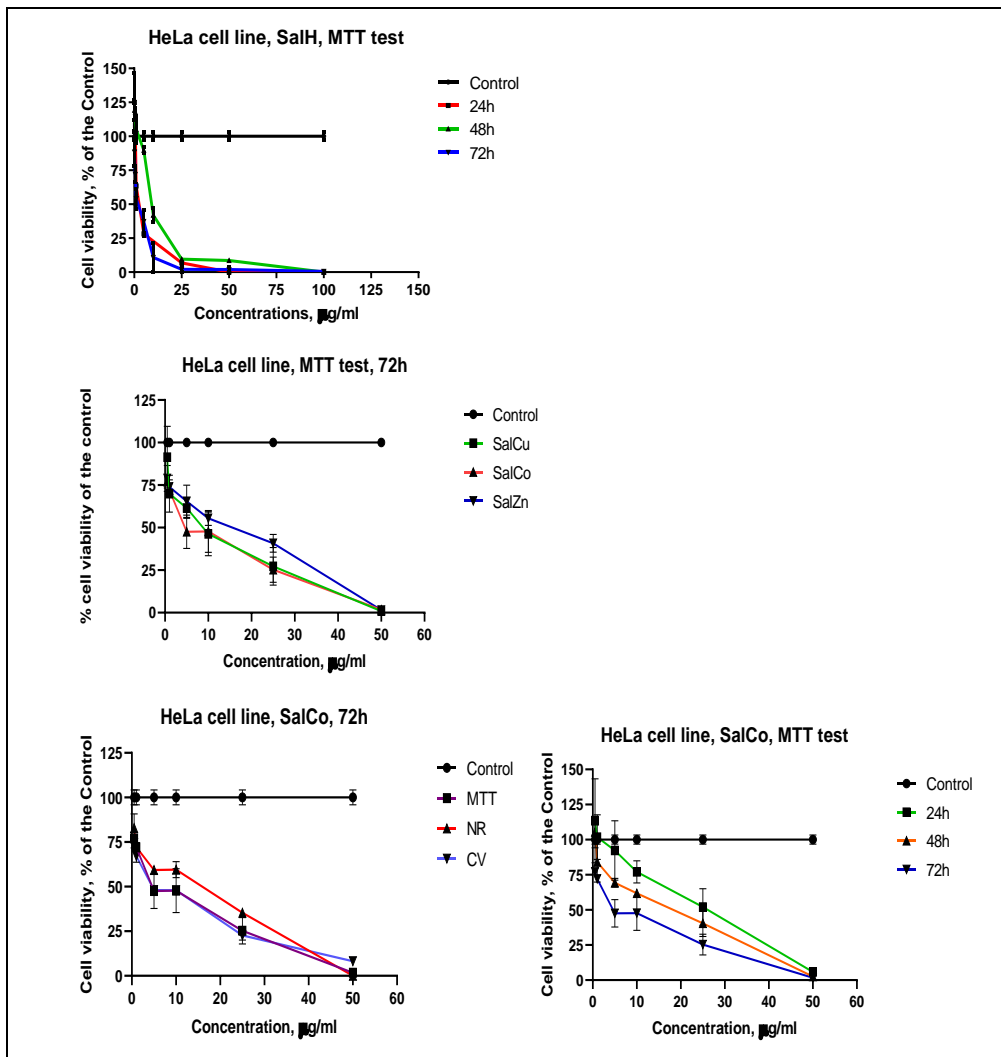 HeLa cell line, SalH, MTT test
Cell viability, % of the Control
150
125
100
75
50
25
0
0 25 50 75 100 125 150
Concentrations, μg/ml
Control
24h
48h
72h
HeLa cell line, MTT test, 72h
% cell viability of the control
125
100
75
50
25
0
0 10 20 30 40 50 60
Concentration, μg/ml
Control
SalCu
SalCo
SalZn
HeLa cell line, SalCo, 72h
Cell viability, % of the Control
125
100
75
50
25
0
0 10 20 30 40 50 60
Concentration, μg/ml
Control
MTT
NR
CV
HeLa cell line, SalCo, MTT test
Cell viability, % of the Control
150
125
100
75
50
25
0
0 10 20 30 40 50 60
Concentration, μg/ml
Control
24h
48h
72h